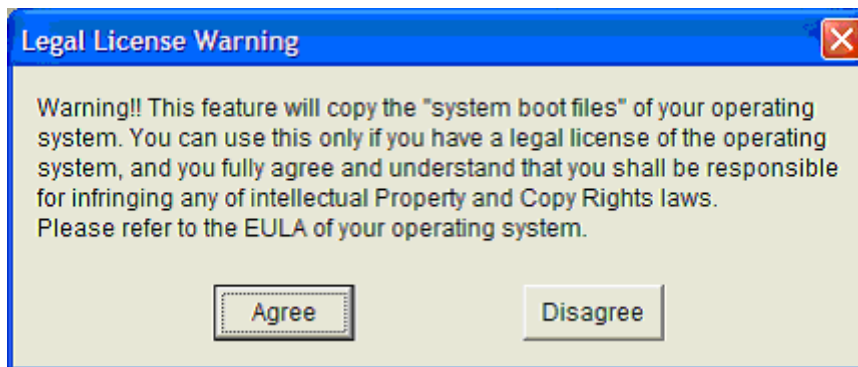 Legal License Warning
Warning!! This feature will copy the "system boot files" of your operating
system. You can use this only if you have a legal license of the operating
system, and you fully agree and understand that you shall be responsible
for infringing any of intellectual Property and Copy Rights laws.
Please refer to the EULA of your operating system.
Agree
Disagree